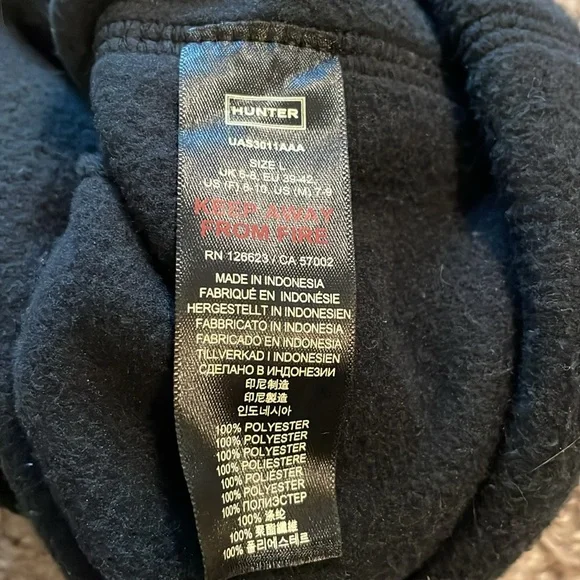 HUNTER
UAS3011AAA
SIZE
UK 6-8, EU 39-42
US (F) 8-10, US (M) 7-9
KEEP AWAY
FROM FIRE
RN 126623 / CA 57002
MADE IN INDONESIA
FABRIQUÉ EN INDONÉSIE
HERGESTELLT IN INDONESIEN
FABBRICATO IN INDONESIA
FABRICADO EN INDONESIA
TILLVERKAD I INDONESIEN
СДЕЛАНО В ИНДОНЕЗИИ
印尼制造
印尼製造
인도네시아
100% POLYESTER
100% POLYESTER
100% POLYESTER
100% POLIESTERE
100% POLIÉSTER
100% POLYESTER
100% ПОЛИЭСТЕР
100% 涤纶
100% 聚酯纖維
100% 폴리에스테르